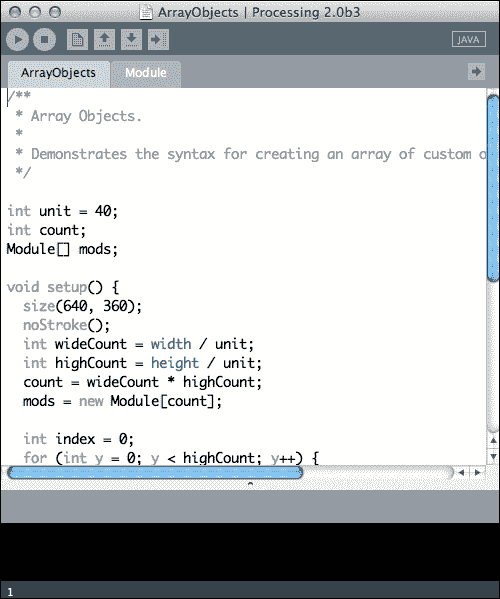 ArrayObjects | Processing 2.0b3
JAVA
ArrayObjects Module
/**
 * Array Objects.
 *
 * Demonstrates the syntax for creating an array of custom o
 */

int unit = 40;
int count;
Module[] mods;

void setup() {
  size(640, 360);
  noStroke();
  int wideCount = width / unit;
  int highCount = height / unit;
  count = wideCount * highCount;
  mods = new Module[count];

  int index = 0;
  for (int y = 0; y < highCount; y++) {
1